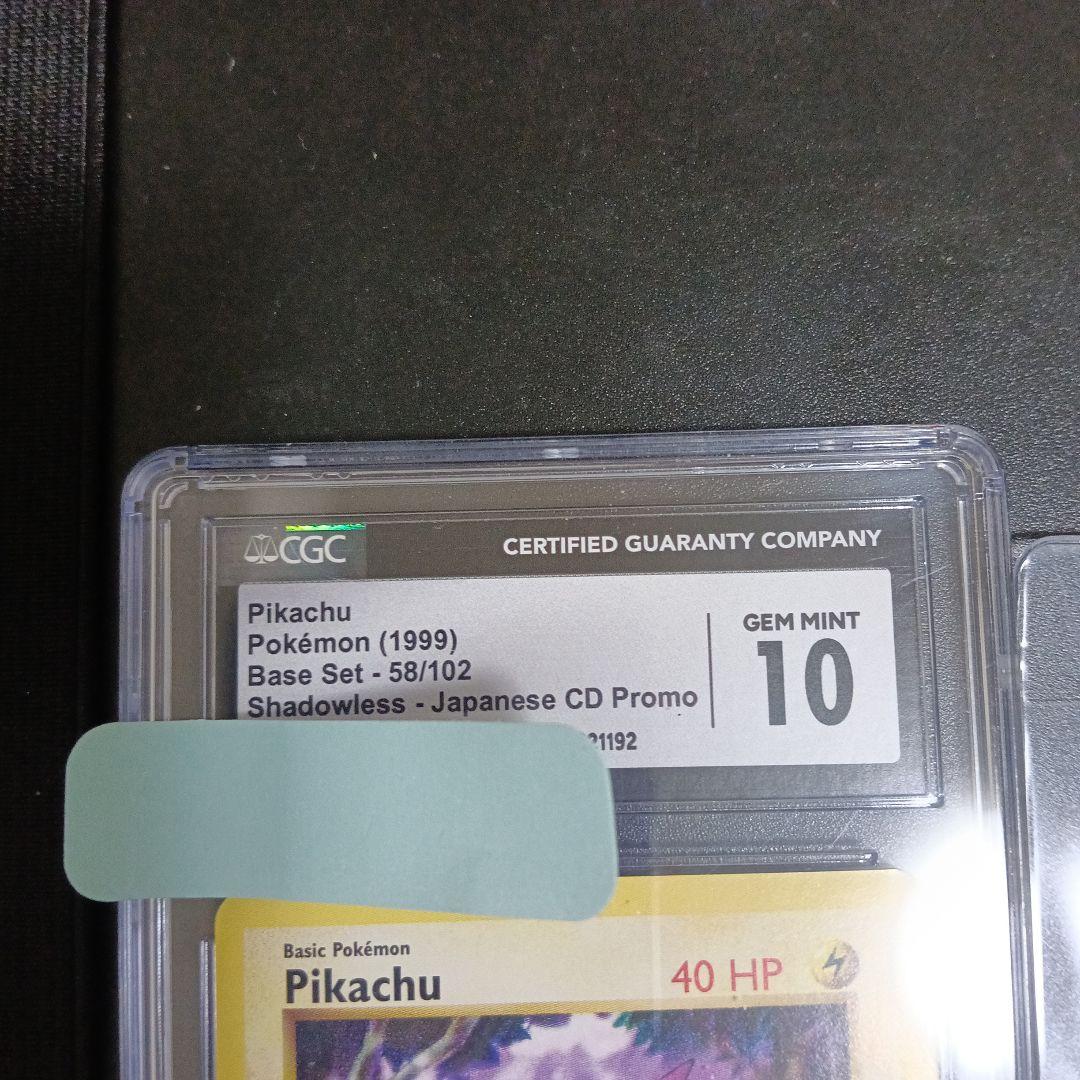 CGC
CERTIFIED GUARANTY COMPANY
Pikachu
Pokémon (1999)
Base Set - 58/102
Shadowless - Japanese CD Promo
21192
GEM MINT
10
Basic Pokémon
Pikachu
40 HP